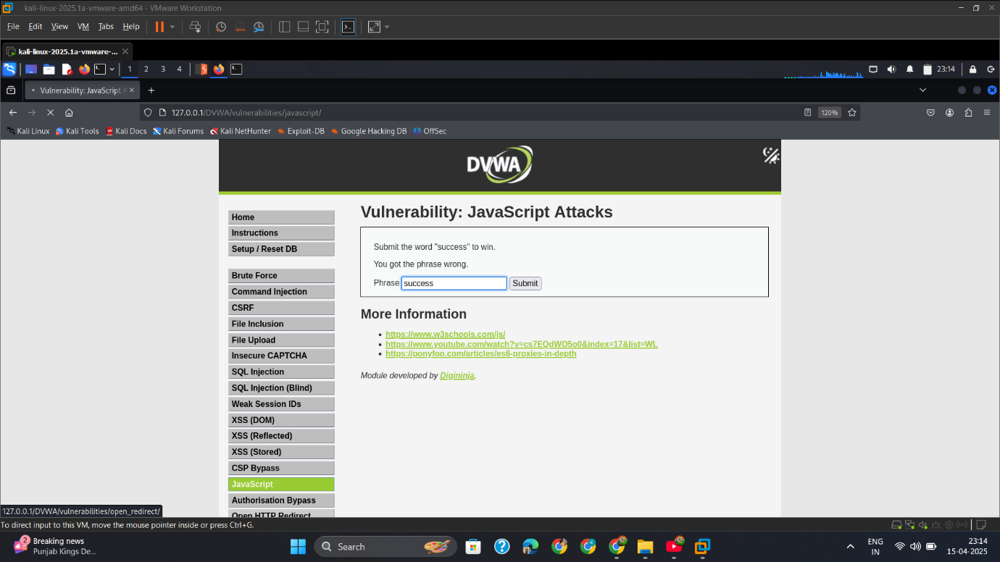 kali-linux-2025.1a-vmware-amd64 - VMware Workstation
File Edit View VM Tabs Help
kali-linux-2025.1a-vmware-...
1 2 3 4 23:14
Vulnerability: JavaScript A
127.0.0.1/DVWA/vulnerabilities/javascript/ 120%
Kali Linux Kali Tools Kali Docs Kali Forums Kali NetHunter Exploit-DB Google Hacking DB OffSec
DVWA
Home
Instructions
Setup / Reset DB
Brute Force
Command Injection
CSRF
File Inclusion
File Upload
Insecure CAPTCHA
SQL Injection
SQL Injection (Blind)
Weak Session IDs
XSS (DOM)
XSS (Reflected)
XSS (Stored)
CSP Bypass
JavaScript
Authorisation Bypass
Open HTTP Redirect
Vulnerability: JavaScript Attacks
Submit the word "success" to win.
You got the phrase wrong.
Phrase success Submit
More Information
https://www.w3schools.com/js/
https://www.youtube.com/watch?v=cs7EQdWO5o0&index=17&list=WL
https://ponyfoo.com/articles/es6-proxies-in-depth
Module developed by Digininja.
127.0.0.1/DVWA/vulnerabilities/open_redirect/
To direct input to this VM, move the mouse pointer inside or press Ctrl+G.
2 Breaking news
Punjab Kings De...
Search
ENG
IN
23:14
15-04-2025